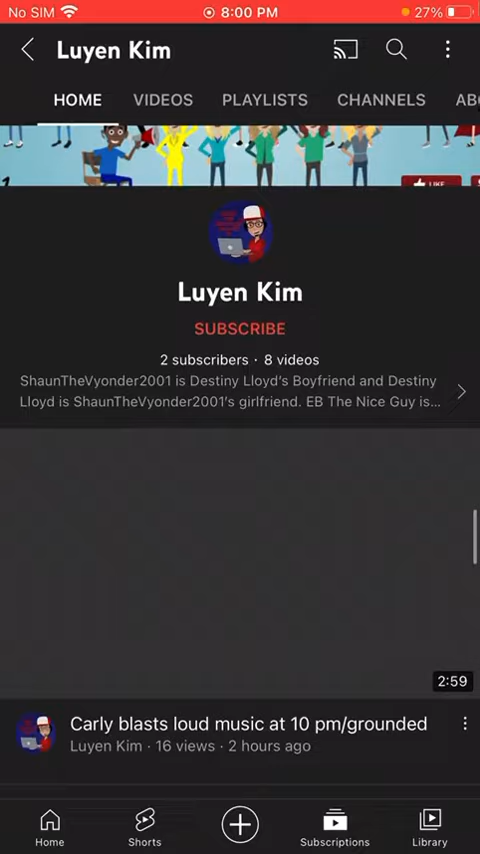 No SIM 8:00 PM 27%
Luyen Kim
HOME VIDEOS PLAYLISTS CHANNELS AB
LIKE
Luyen Kim
SUBSCRIBE
2 subscribers · 8 videos
ShaunTheVyonder2001 is Destiny Lloyd's Boyfriend and Destiny
Lloyd is ShaunTheVyonder2001's girlfriend. EB The Nice Guy is...
2:59
Carly blasts loud music at 10 pm/grounded
Luyen Kim · 16 views · 2 hours ago
Home Shorts Subscriptions Library